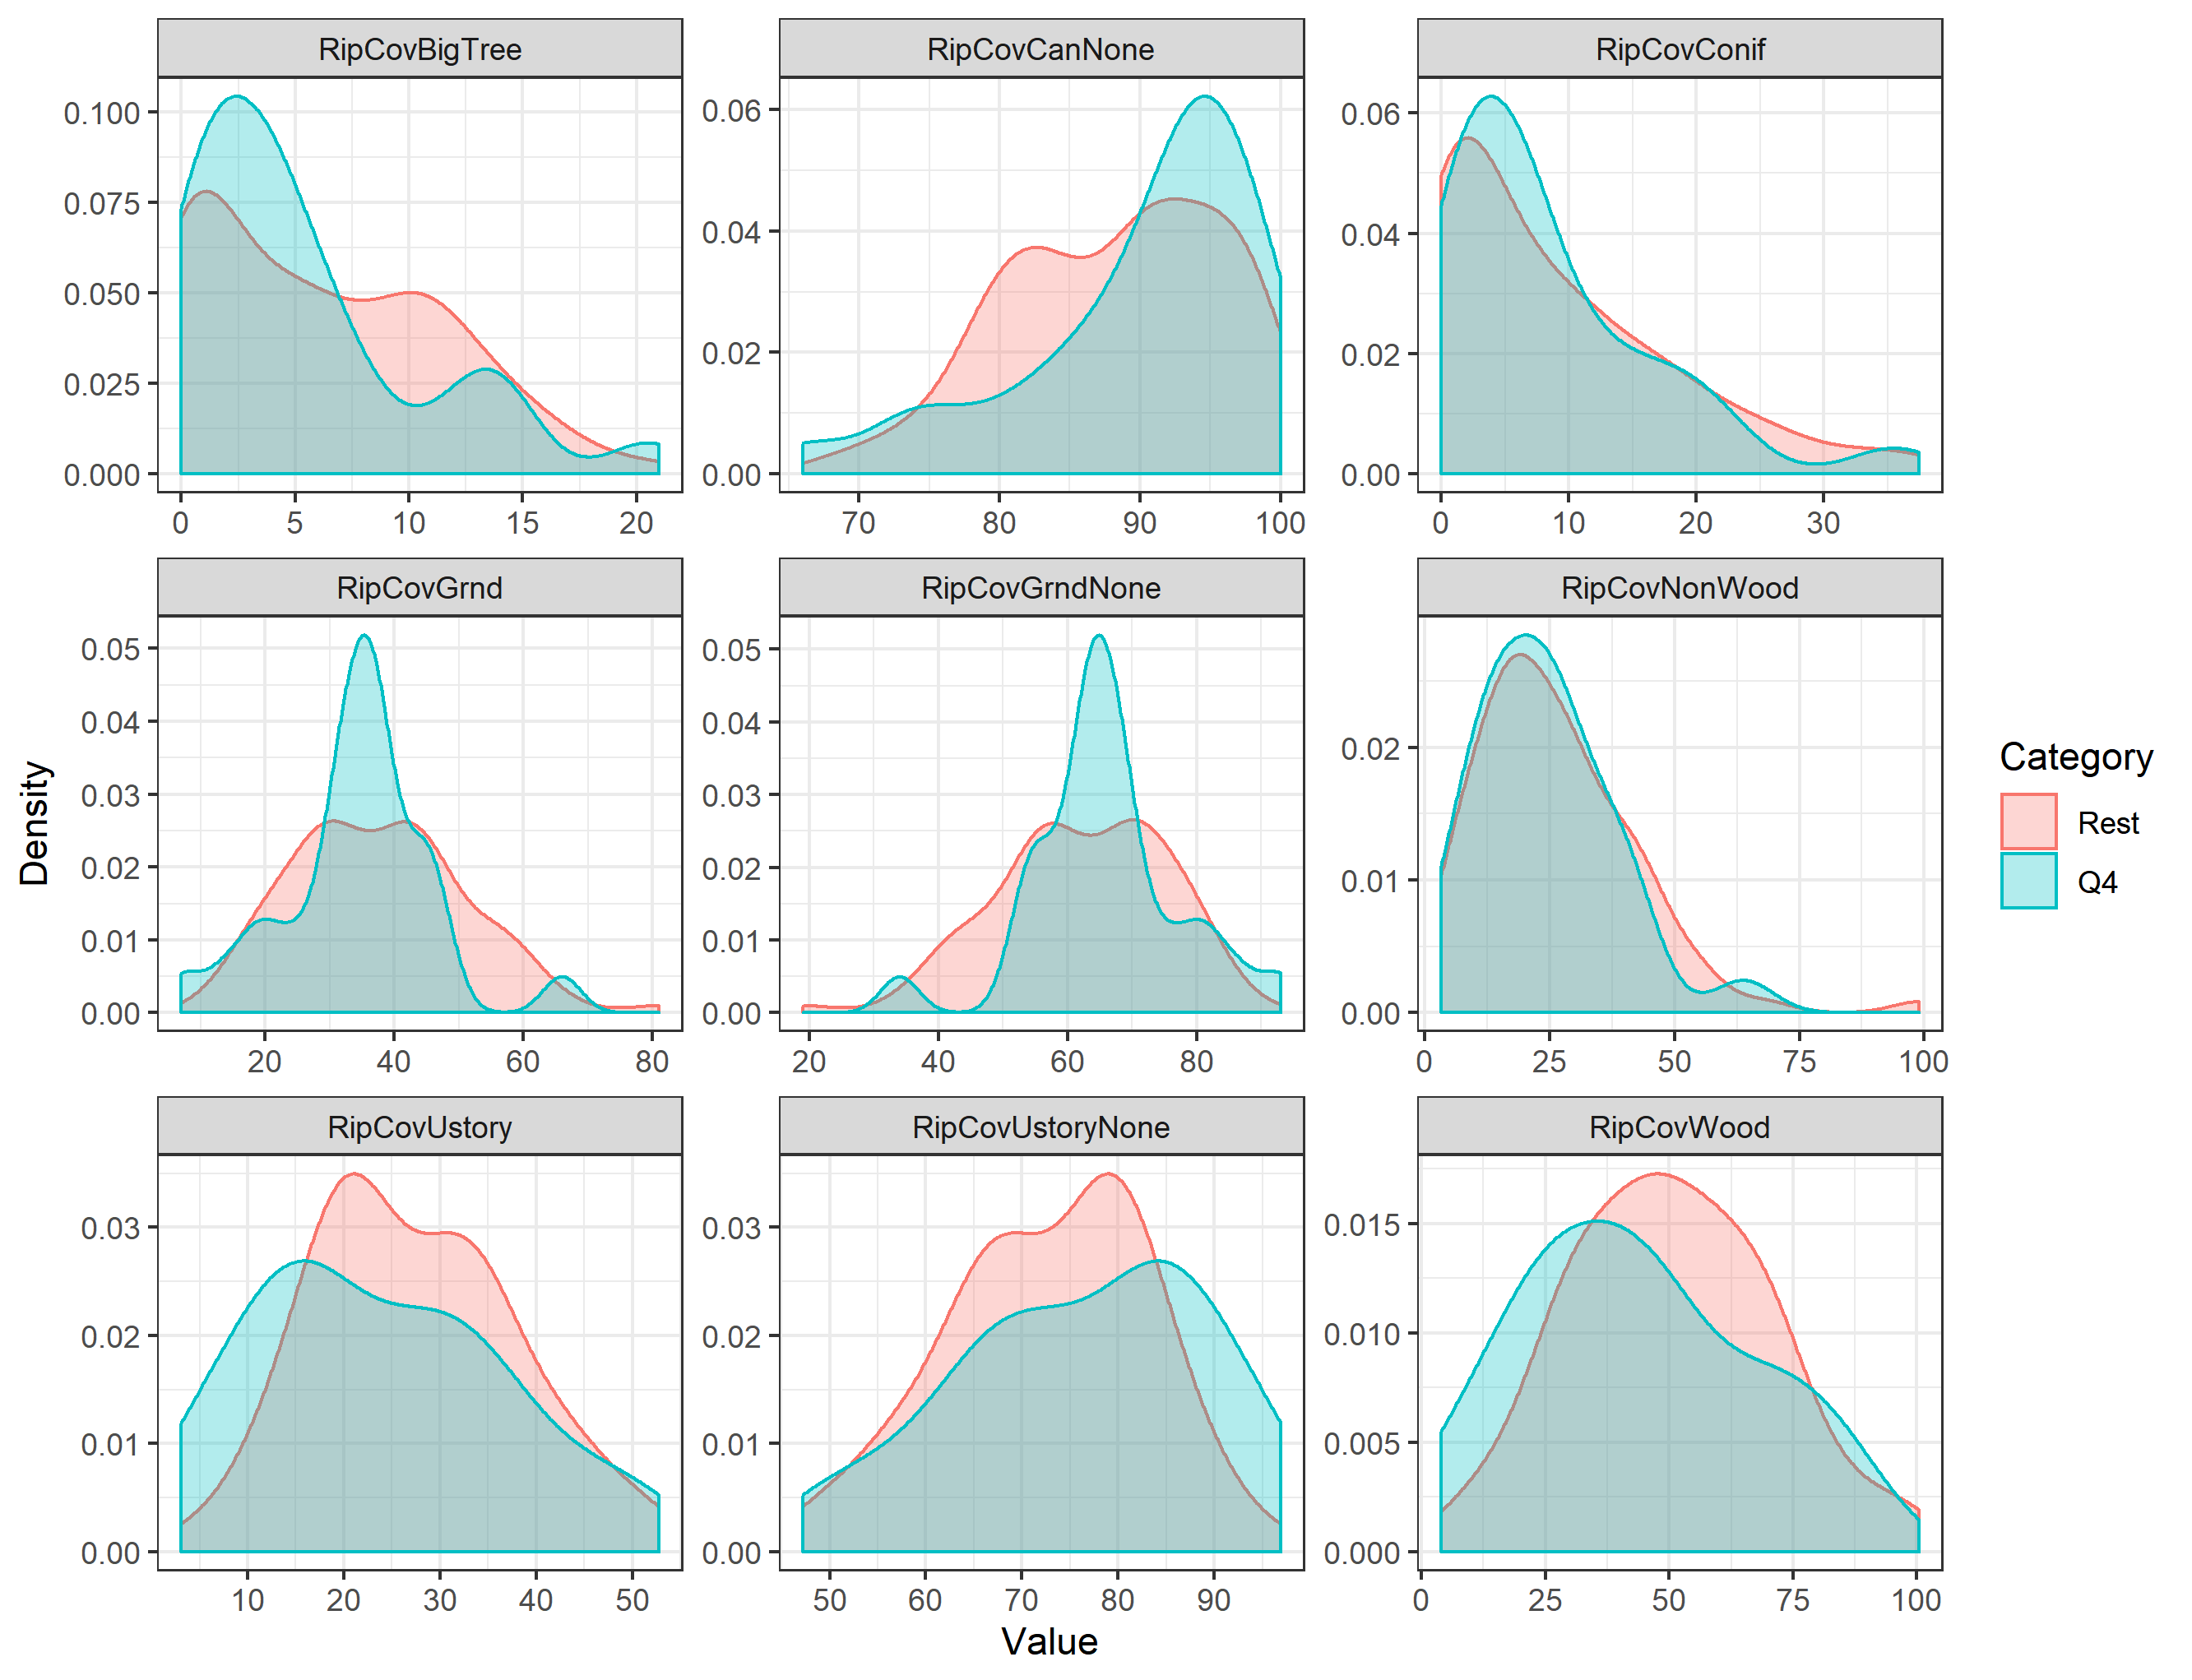 RipCovBigTree RipCovCanNone RipCovConif
0.100 0.06 0.06
0.075 0.04 0.04
0.050
0.025 0.02 0.02
0.000 0.00 0.00
0 5 10 15 20 70 80 90 100 0 10 20 30
RipCovGrnd RipCovGrndNone RipCovNonWood
0.05 0.05
0.04 0.04 0.02
0.03 0.03
0.02 0.02 0.01
0.01 0.01
0.00 0.00 0.00
20 40 60 80 20 40 60 80 0 25 50 75 100
RipCovUstory RipCovUstoryNone RipCovWood
0.03 0.03 0.015
0.02 0.02 0.010
0.01 0.01 0.005
0.00 0.00 0.000
10 20 30 40 50 50 60 70 80 90 0 25 50 75 100
Density
Value
Category
Rest
Q4